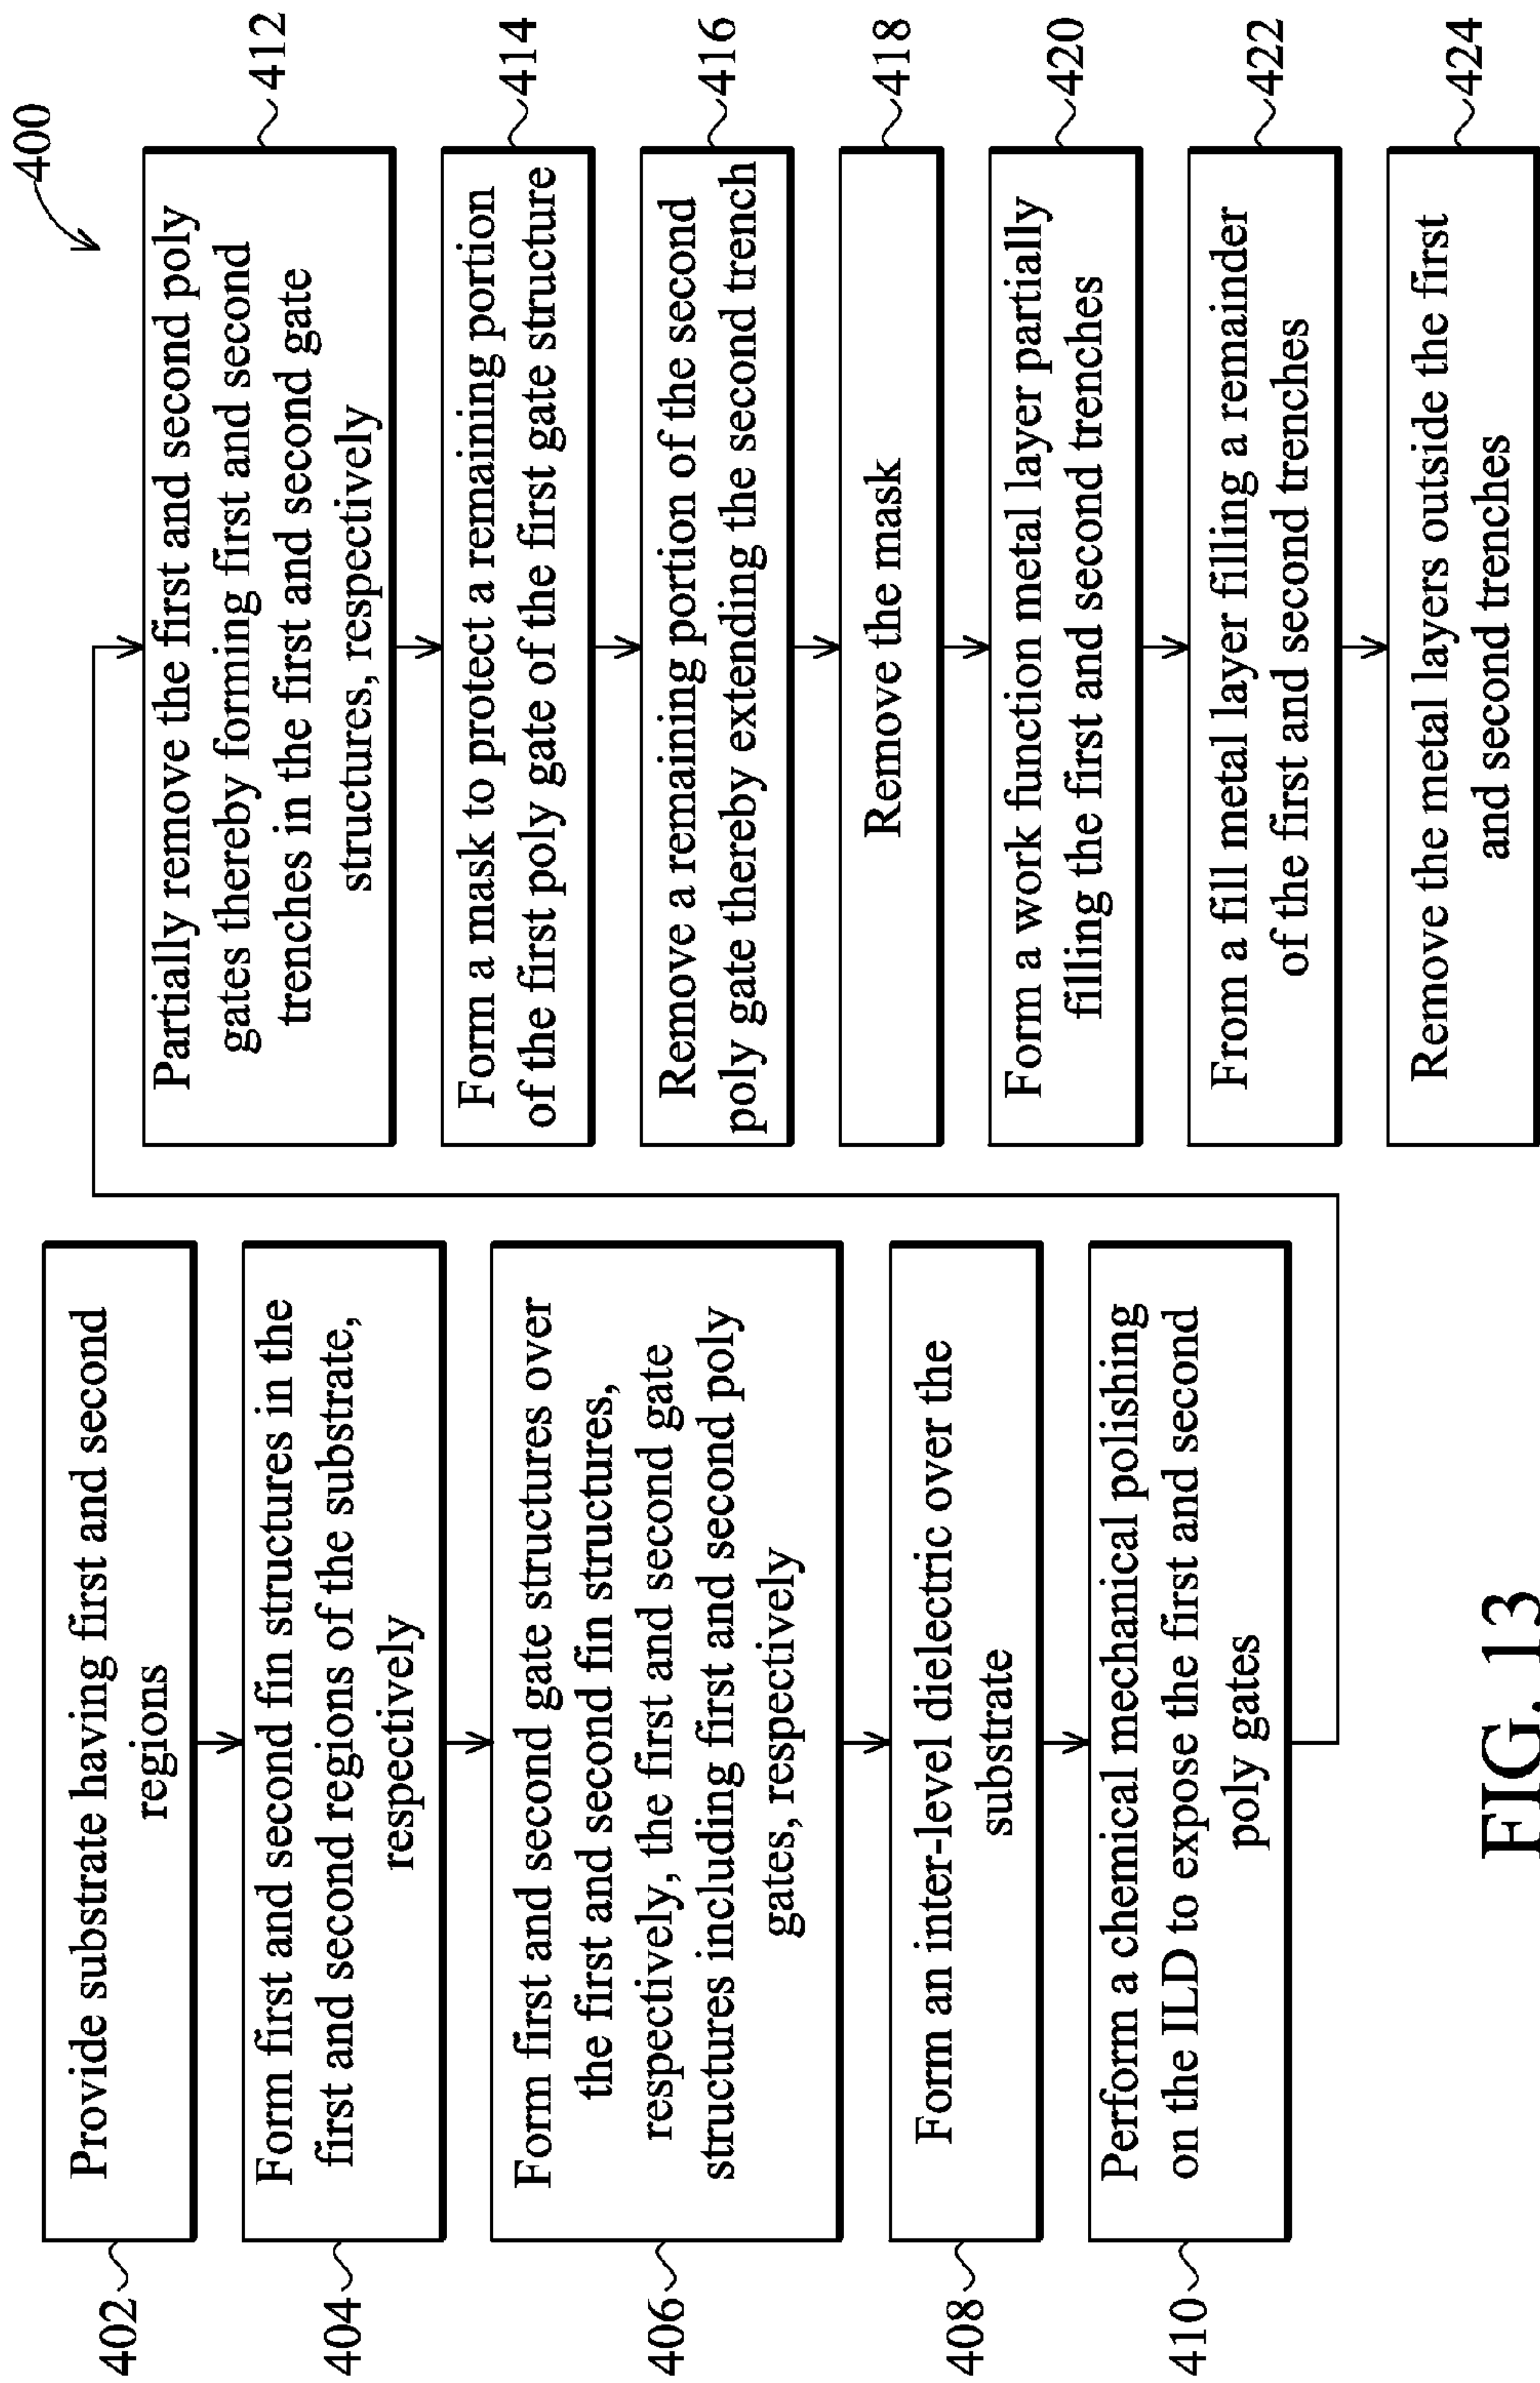 400
402
Provide substrate having first and second
regions
404
Form first and second fin structures in the
first and second regions of the substrate,
respectively
406
Form first and second gate structures over
the first and second fin structures,
respectively, the first and second gate
structures including first and second poly
gates, respectively
408
Form an inter-level dielectric over the
substrate
410
Perform a chemical mechanical polishing
on the ILD to expose the first and second
poly gates
Partially remove the first and second poly
gates thereby forming first and second
trenches in the first and second gate
structures, respectively
412
Form a mask to protect a remaining portion
of the first poly gate of the first gate structure
414
Remove a remaining portion of the second
poly gate thereby extending the second trench
416
Remove the mask
418
Form a work function metal layer partially
filling the first and second trenches
420
From a fill metal layer filling a remainder
of the first and second trenches
422
Remove the metal layers outside the first
and second trenches
424
FIG. 13